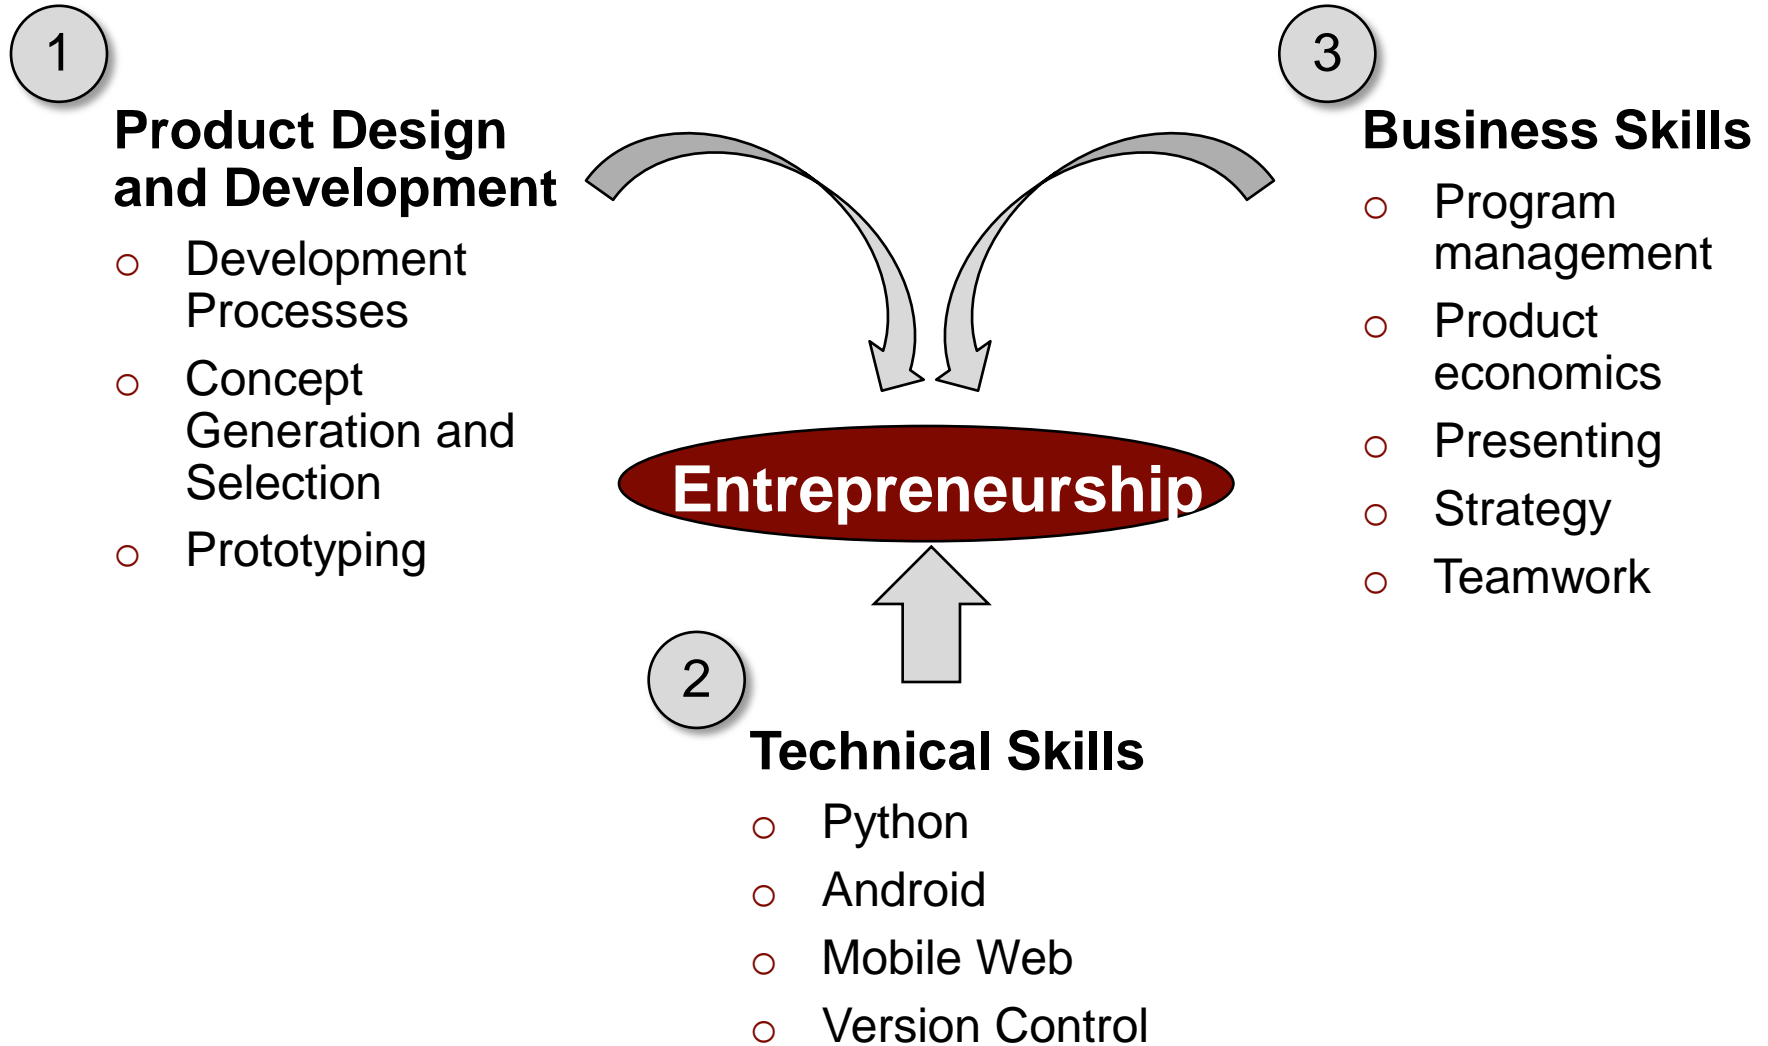 1
Product Design
and Development
o Development
Processes
o Concept
Generation and
Selection
o Prototyping
3
Business Skills
o Program
management
o Product
economics
o Presenting
o Strategy
o Teamwork
Entrepreneurship
2
Technical Skills
o Python
o Android
o Mobile Web
o Version Control